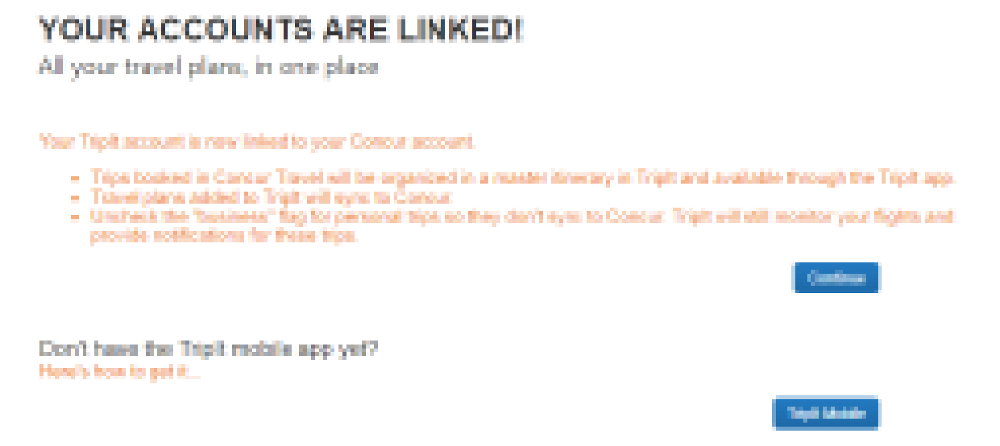 YOUR ACCOUNTS ARE LINKED!
All your travel plans, in one place
Your TripIt account is now linked to your Concur account.
Trips booked in Concur Travel will be organized in a master itinerary in TripIt and available through the TripIt app.
Travel plans added to TripIt will sync to Concur.
Uncheck the "business" flag for personal trips so they don't sync to Concur. TripIt will still monitor your flights and
provide notifications for these trips.
Continue
Don't have the TripIt mobile app yet?
Here's how to get it...
TripIt Mobile